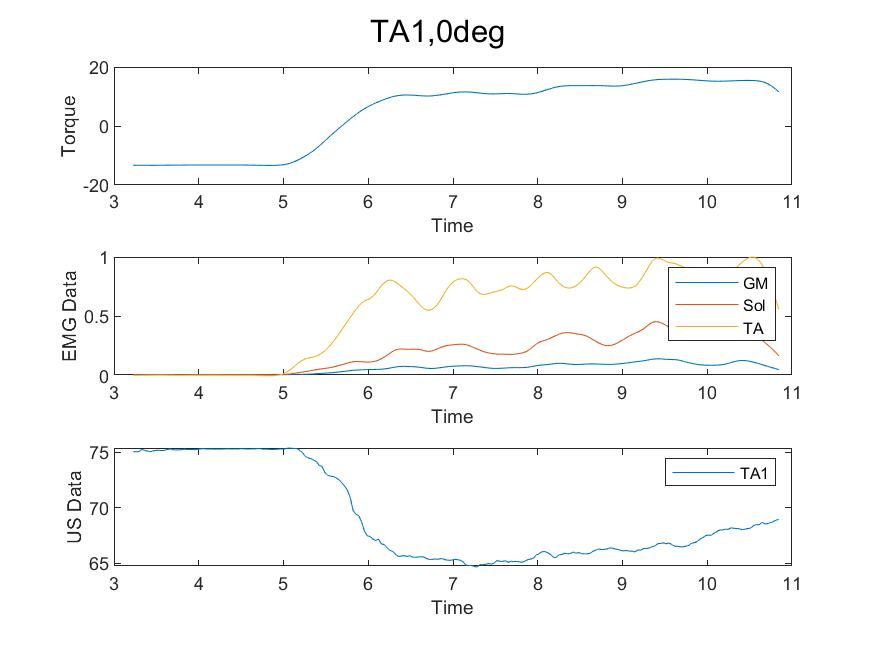 TA1,0deg
20
0
-20
Torque
3 4 5 6 7 8 9 10 11
Time
1
0.5
0
EMG Data
GM
Sol
TA
3 4 5 6 7 8 9 10 11
Time
75
70
65
US Data
TA1
3 4 5 6 7 8 9 10 11
Time